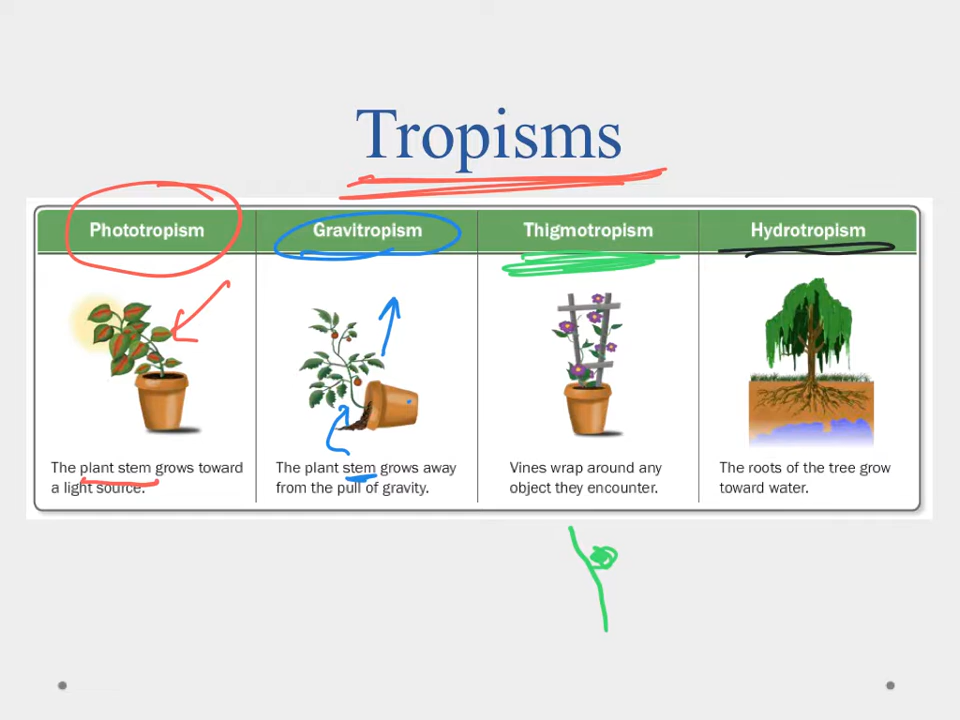 Tropisms
Phototropism
Gravitropism
Thigmotropism
Hydrotropism
The plant stem grows toward
a light source.
The plant stem grows away
from the pull of gravity.
Vines wrap around any
object they encounter.
The roots of the tree grow
toward water.